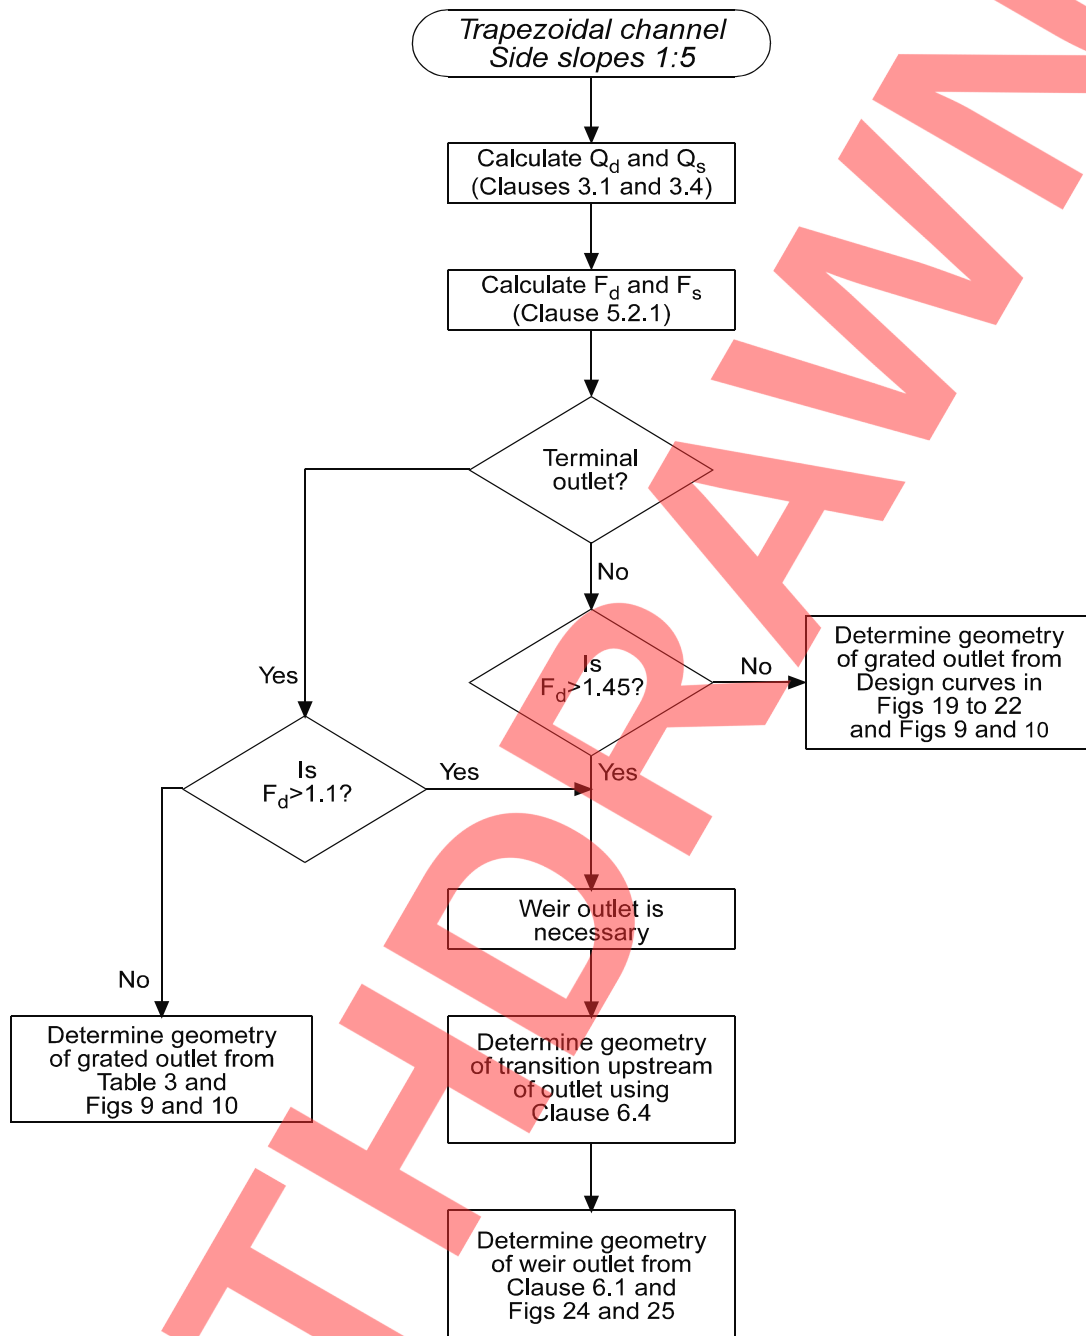 Trapezoidal channel
Side slopes 1:5
Calculate Qd and Qs
(Clauses 3.1 and 3.4)
Calculate Fd and Fs
(Clause 5.2.1)
Terminal
outlet?
No
Yes
Is
Fd>1.45?
No
Determine geometry
of grated outlet from
Design curves in
Figs 19 to 22
and Figs 9 and 10
Yes
Is
Fd>1.1?
Yes
No
Weir outlet is
necessary
Determine geometry
of grated outlet from
Table 3 and
Figs 9 and 10
Determine geometry
of transition upstream
of outlet using
Clause 6.4
Determine geometry
of weir outlet from
Clause 6.1 and
Figs 24 and 25
THDRAWN